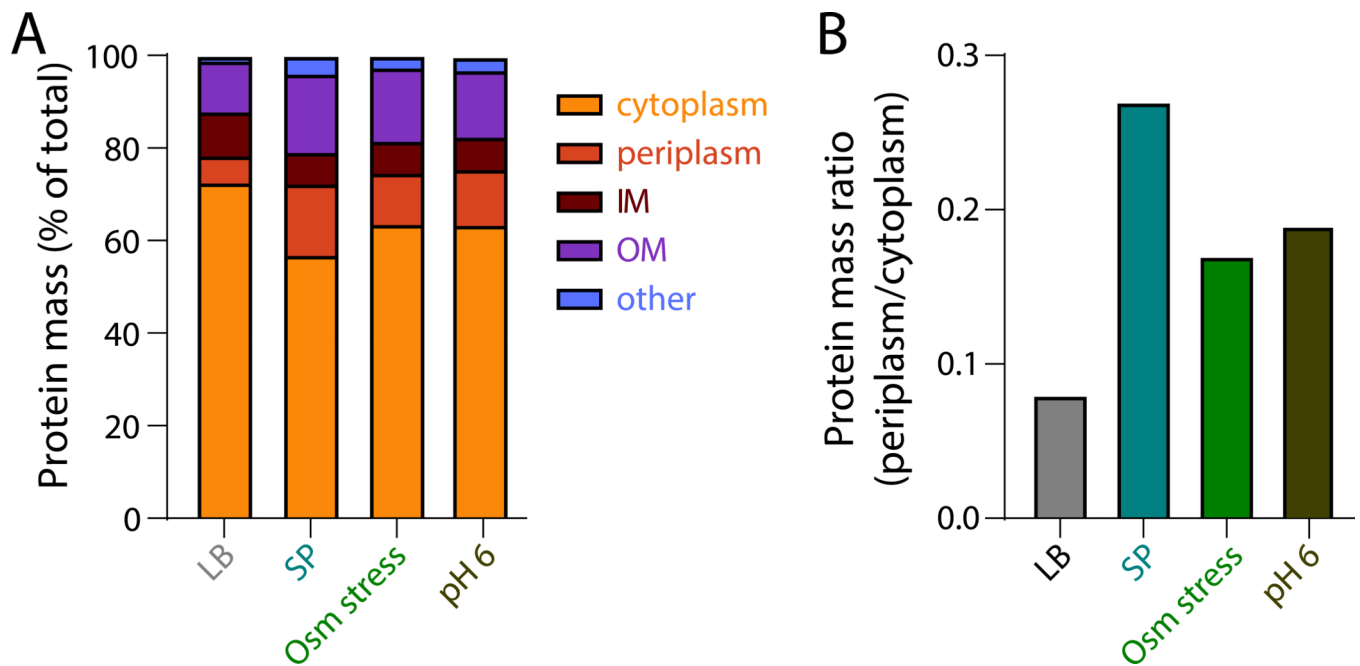 A
Protein mass (% of total)
100
80
60
40
20
0
LB
SP
Osm stress
pH 6
cytoplasm
periplasm
IM
OM
other
B
Protein mass ratio
(periplasm/cytoplasm)
0.3
0.2
0.1
0.0
LB
SP
Osm stress
pH 6